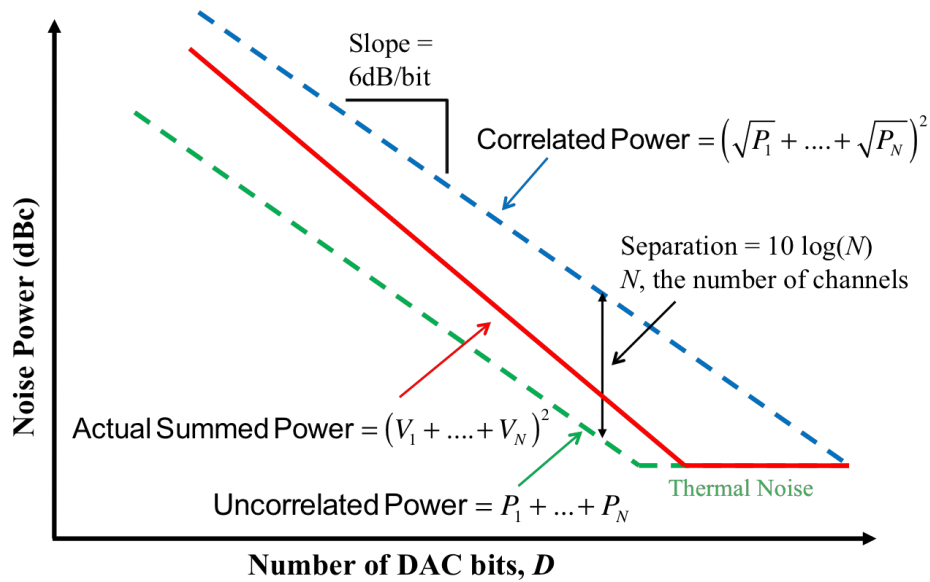 Slope =
6dB/bit
Correlated Power = (√P₁ + .... + √P_N)²
Separation = 10 log(N)
N, the number of channels
Noise Power (dBc)
Actual Summed Power = (V₁ + .... + V_N)²
Thermal Noise
Uncorrelated Power = P₁ + ... + P_N
Number of DAC bits, D